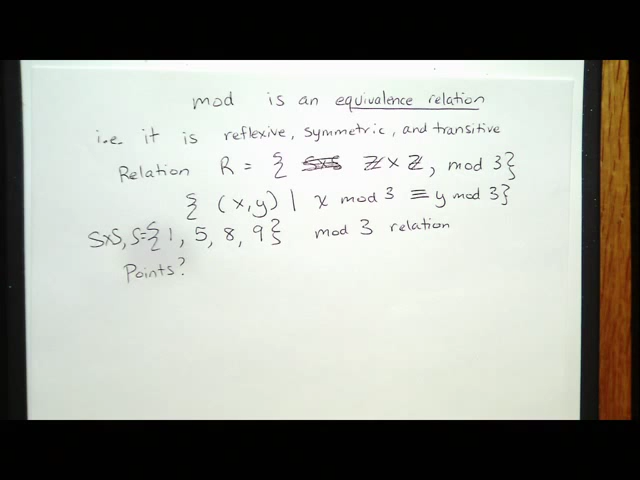 mod is an equivalence relation
i.e. it is reflexive, symmetric, and transitive
Relation R = { SxS ℤ × ℤ, mod 3}
{ (x,y) | x mod 3 ≡ y mod 3}
SxS, S={1, 5, 8, 9} mod 3 relation
Points?